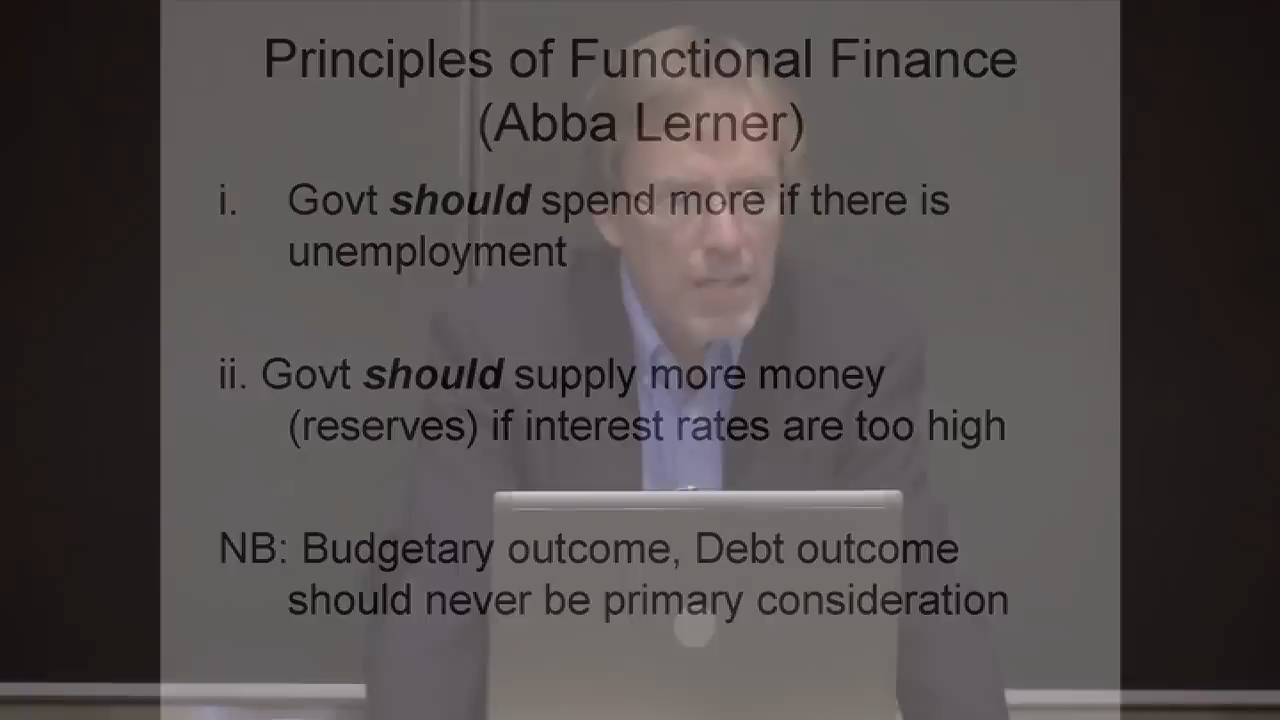 Principles of Functional Finance
(Abba Lerner)
i. Govt should spend more if there is
unemployment
ii. Govt should supply more money
(reserves) if interest rates are too high
NB: Budgetary outcome, Debt outcome
should never be primary consideration